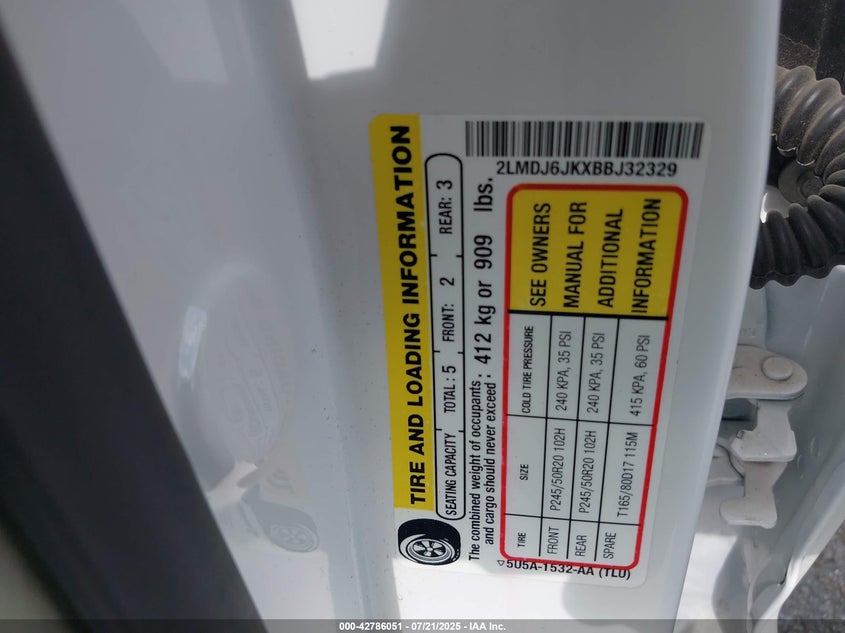 TIRE AND LOADING INFORMATION
SEATING CAPACITY TOTAL: 5 FRONT: 2 REAR: 3
The combined weight of occupants and cargo should never exceed: 412 kg or 909 lbs.
2LMDJ6JKXBBJ32329
TIRE SIZE COLD TIRE PRESSURE
FRONT P245/50R20 102H 240 KPA, 35 PSI
REAR P245/50R20 102H 240 KPA, 35 PSI
SPARE T165/80D17 115M 415 KPA, 60 PSI
SEE OWNERS
MANUAL FOR
ADDITIONAL
INFORMATION
5U5A-1532-AA (TLU)
000-42786051 - 07/21/2025 - IAA Inc.